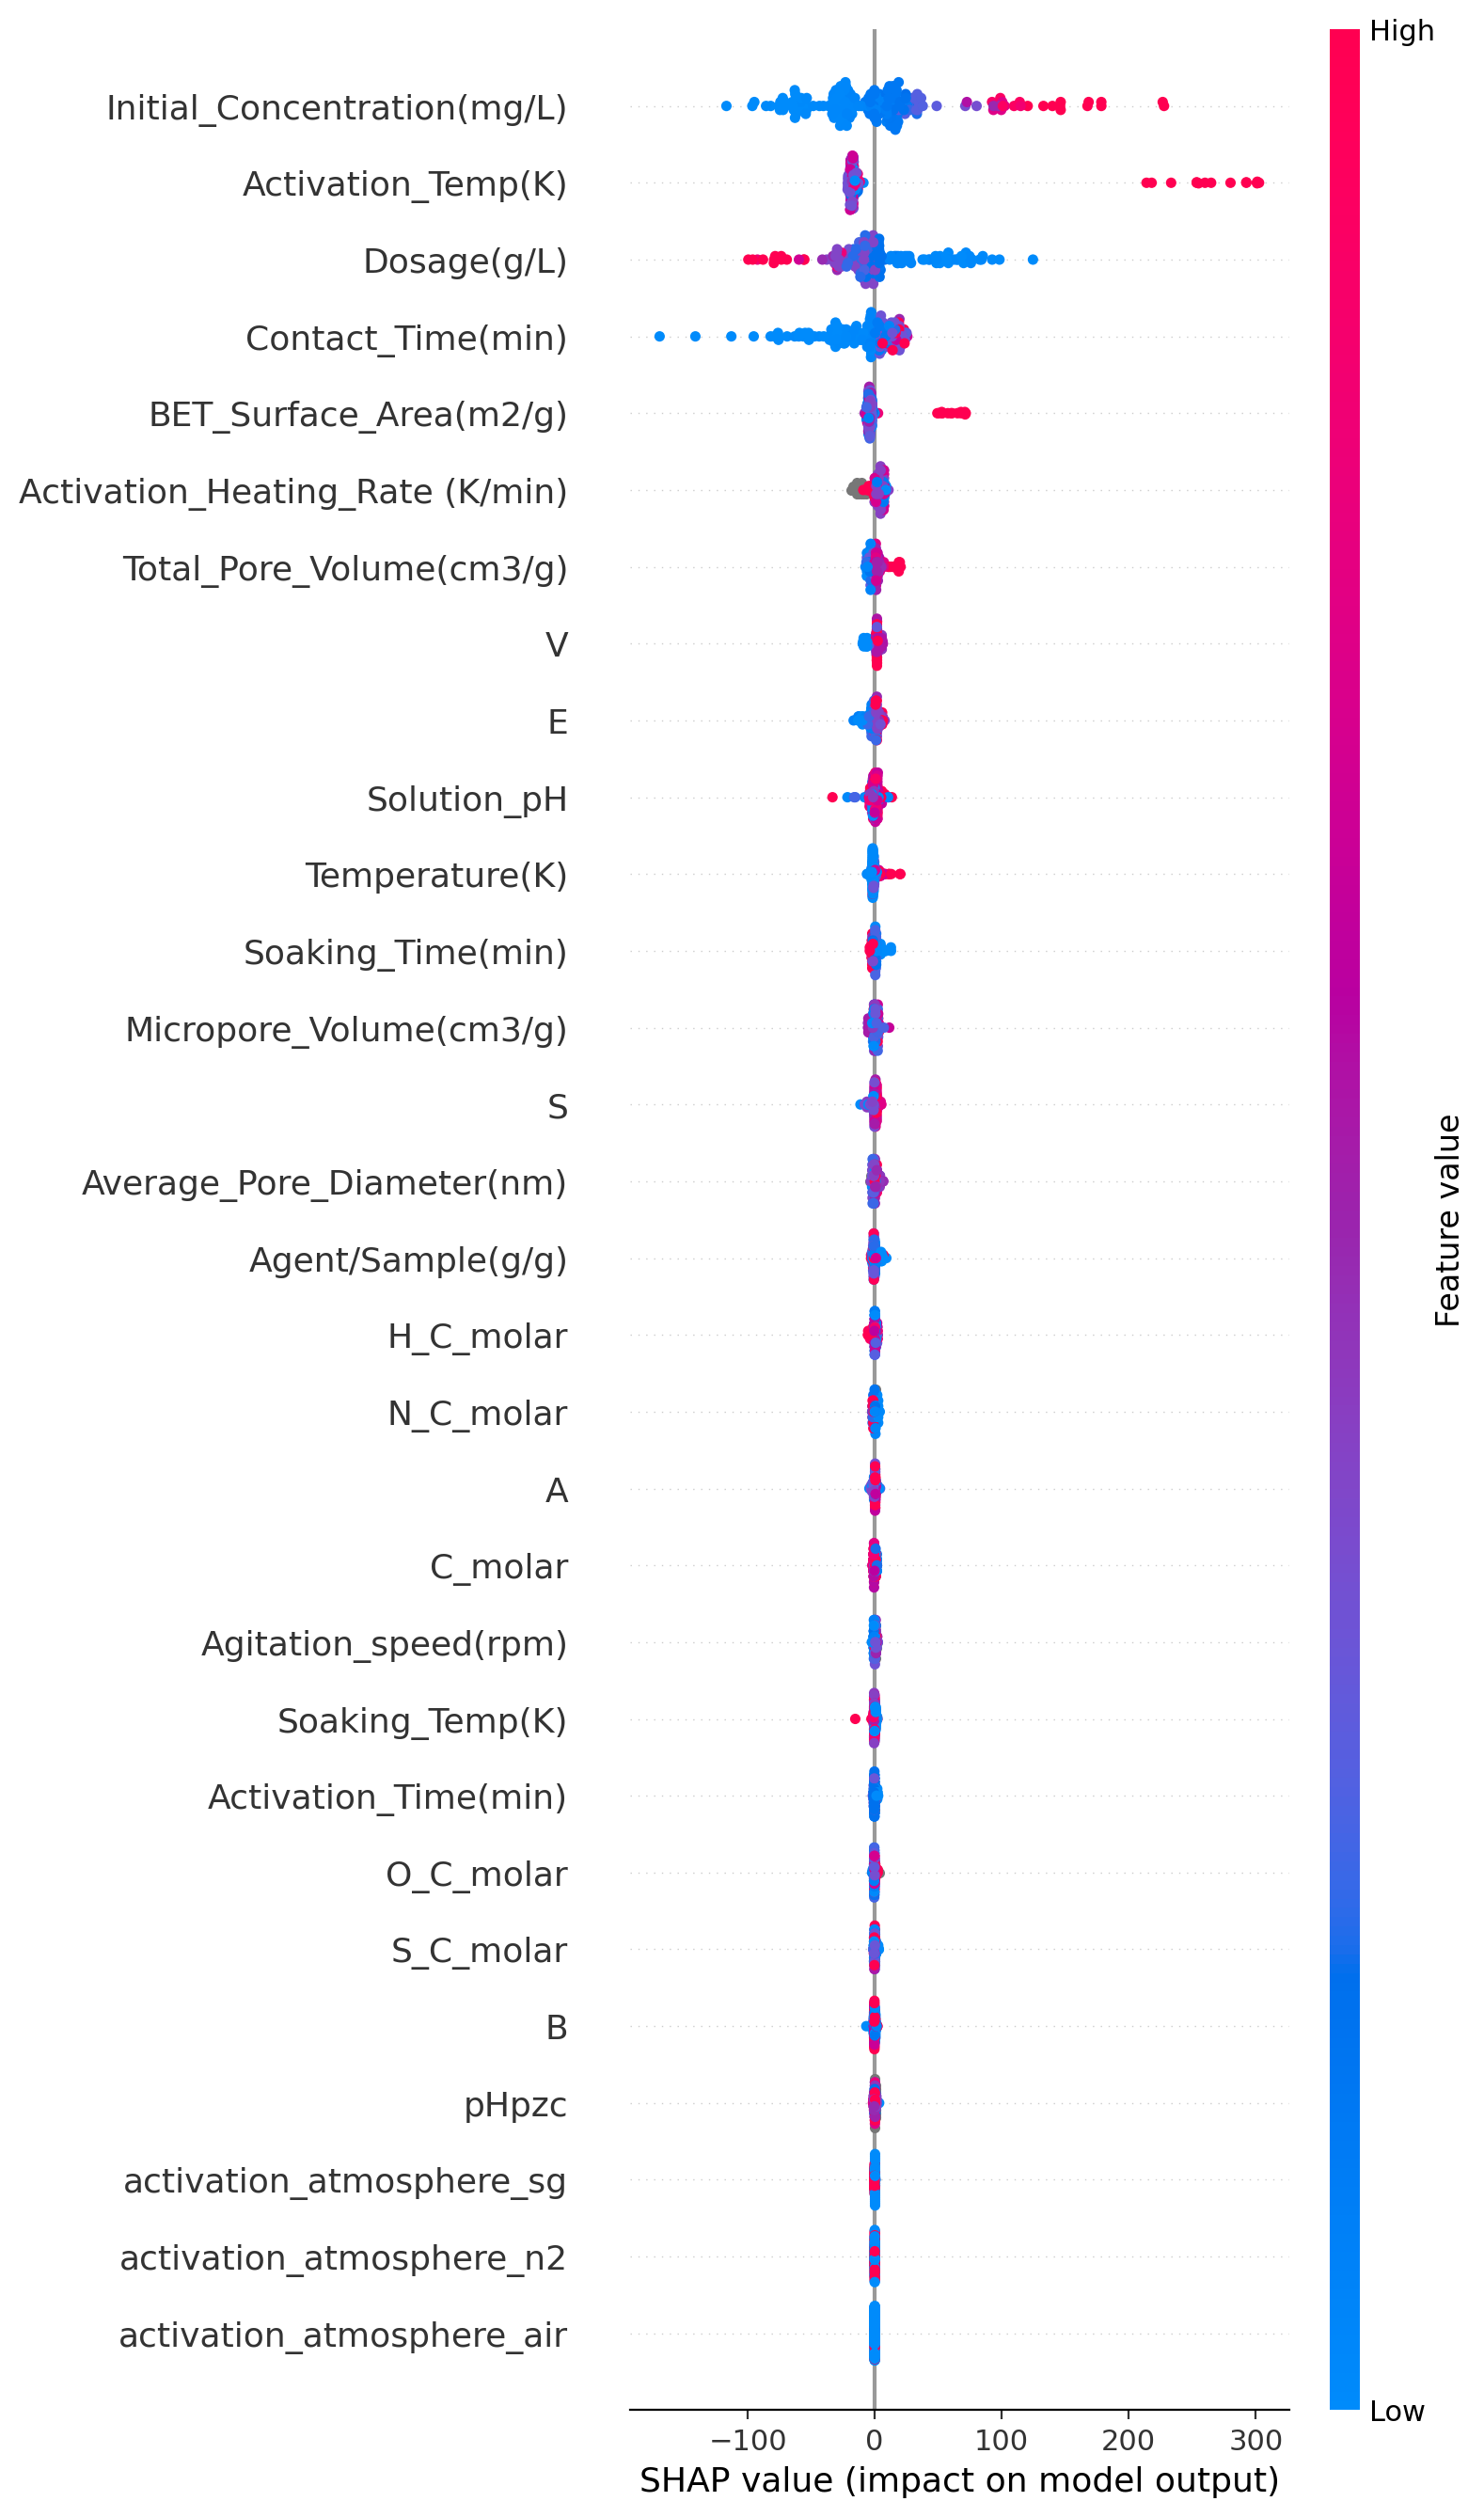 High
Initial_Concentration(mg/L)
Activation_Temp(K)
Dosage(g/L)
Contact_Time(min)
BET_Surface_Area(m2/g)
Activation_Heating_Rate (K/min)
Total_Pore_Volume(cm3/g)
V
E
Solution_pH
Temperature(K)
Soaking_Time(min)
Micropore_Volume(cm3/g)
S
Average_Pore_Diameter(nm)
Agent/Sample(g/g)
H_C_molar
N_C_molar
A
C_molar
Agitation_speed(rpm)
Soaking_Temp(K)
Activation_Time(min)
O_C_molar
S_C_molar
B
pHpzc
activation_atmosphere_sg
activation_atmosphere_n2
activation_atmosphere_air
Feature value
Low
−100 0 100 200 300
SHAP value (impact on model output)